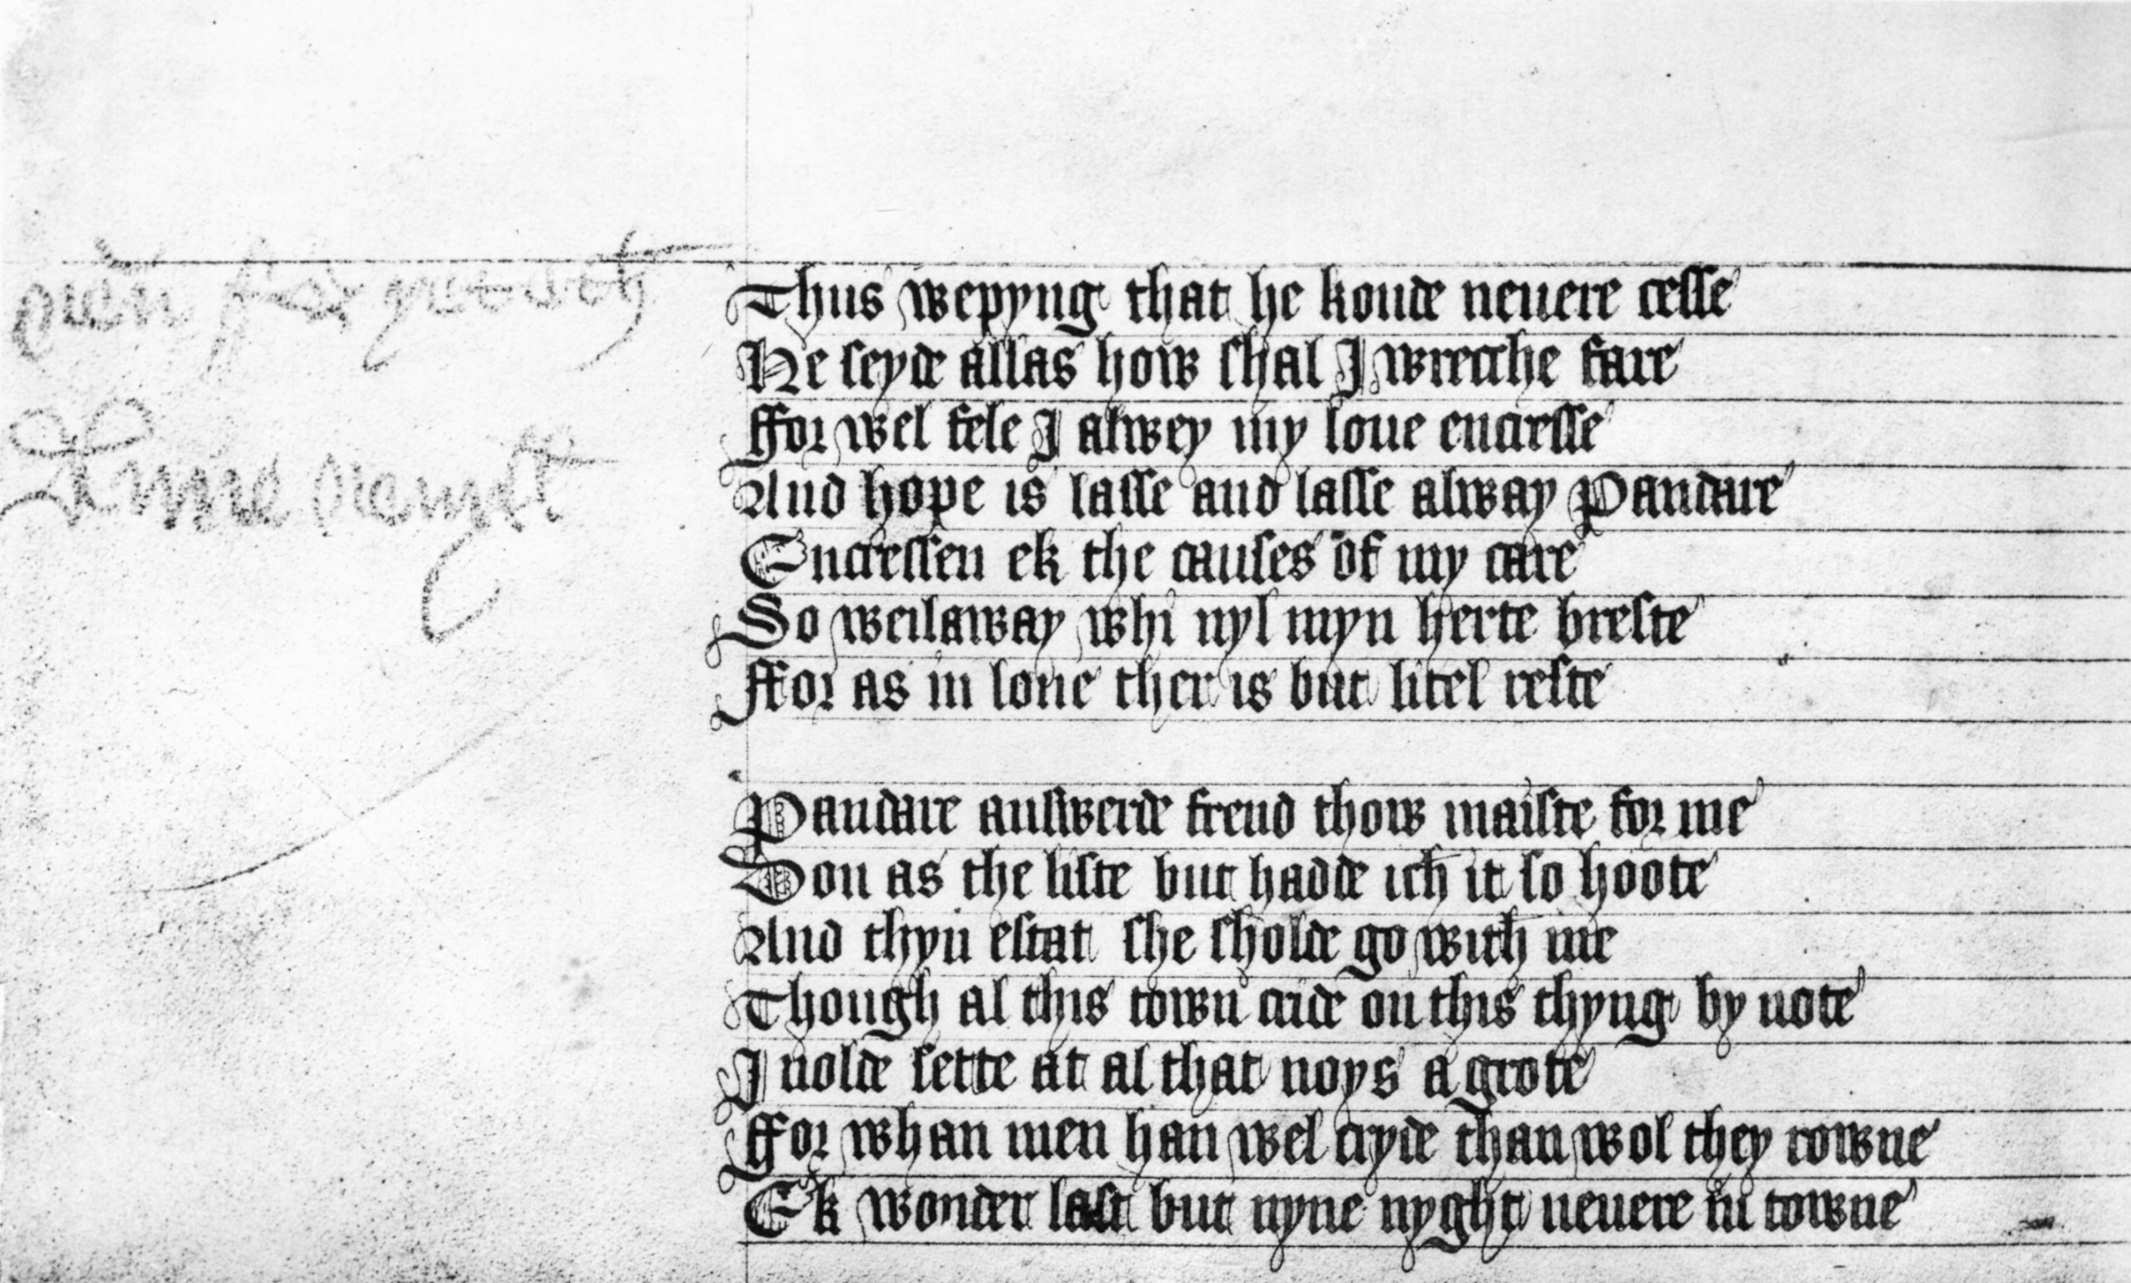 Thus wepyng that he koude neuere cesse
He seyde allas how shal I wrecche fare
ffor wel fele I alwey my loue encresse
And hope is lasse and lasse alway Pandare
Encressen ek the causes of my care
So weilaway whi nyl myn herte breste
ffor as in loue ther is but litel reste
Pandare answerde frend thow maiste for me
Don as the liste but hadde ich it so hoote
And thyn estat she sholde go with me
Though al this town cride on this thyng by note
I nolde sette at al that noys a grote
ffor whan men han wel cryde than wol they rowne
Ek wonder last but nyne nyght neuere in towne